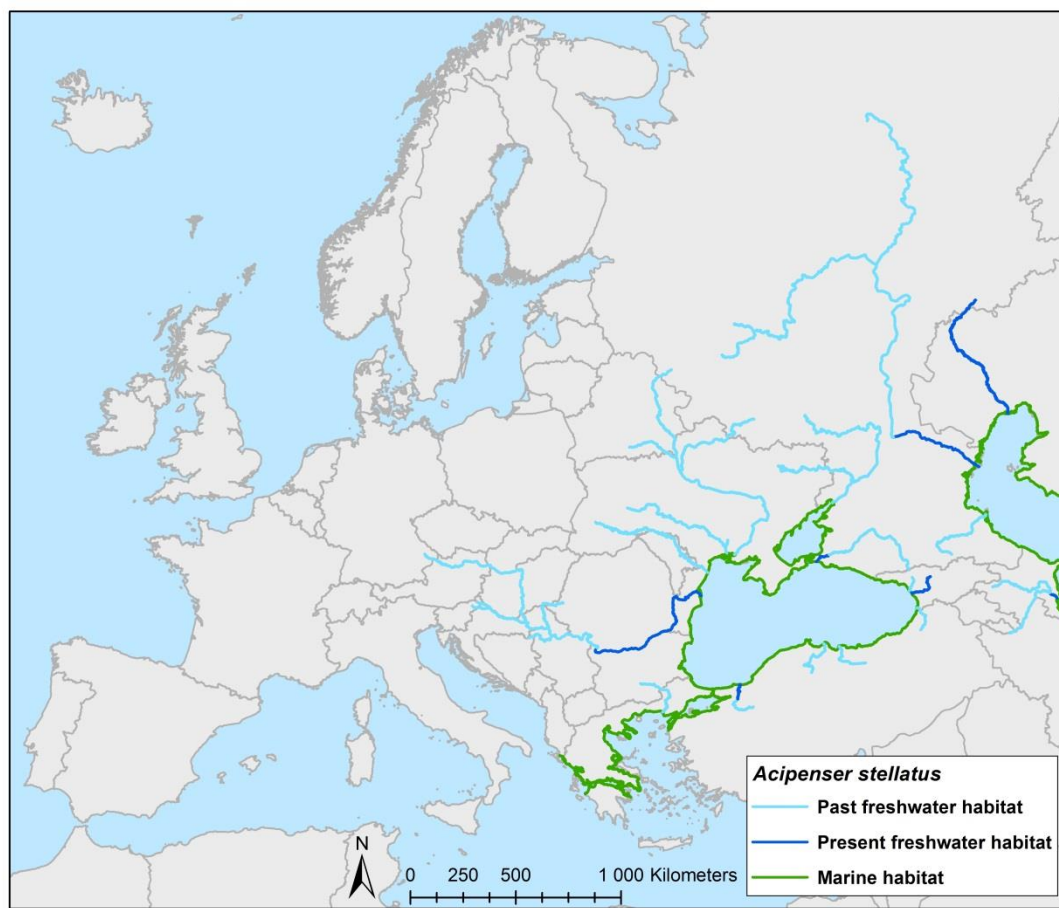 Acipenser stellatus
Past freshwater habitat
Present freshwater habitat
Marine habitat
N
0 250 500 1 000 Kilometers